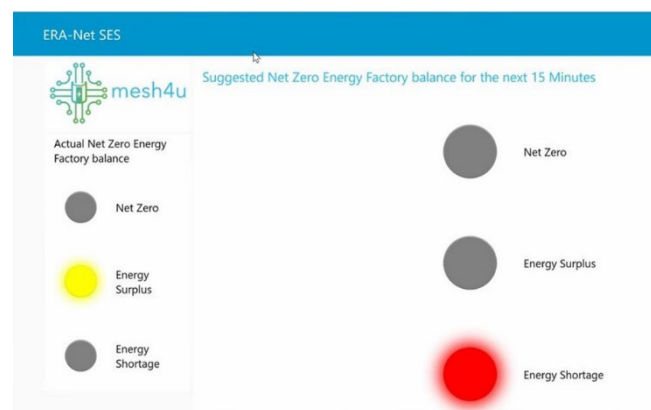 ERA-Net SES
mesh4u
Suggested Net Zero Energy Factory balance for the next 15 Minutes
Actual Net Zero Energy
Factory balance
Net Zero
Energy
Surplus
Energy
Shortage
Net Zero
Energy Surplus
Energy Shortage